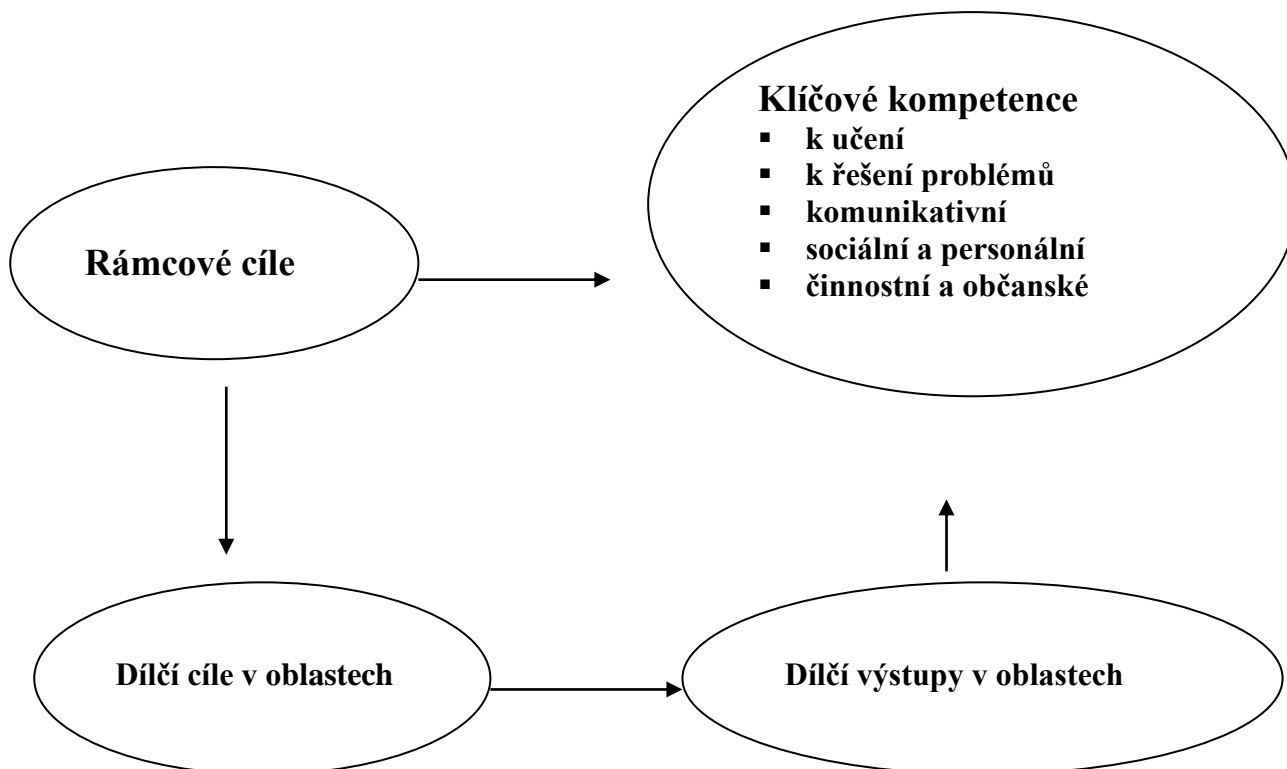 Klíčové kompetence
▪ k učení
▪ k řešení problémů
▪ komunikativní
▪ sociální a personální
▪ činnostní a občanské
Rámcové cíle
Dílčí cíle v oblastech
Dílčí výstupy v oblastech